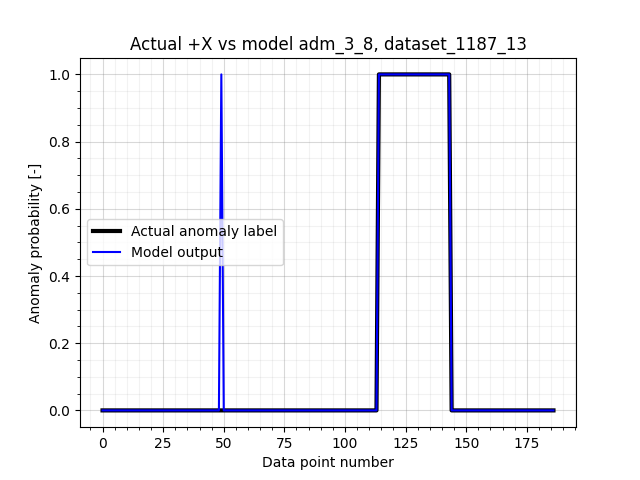 Actual +X vs model adm_3_8, dataset_1187_13
Anomaly probability [-]
1.0
0.8
0.6
0.4
0.2
0.0
Actual anomaly label
Model output
0 25 50 75 100 125 150 175
Data point number